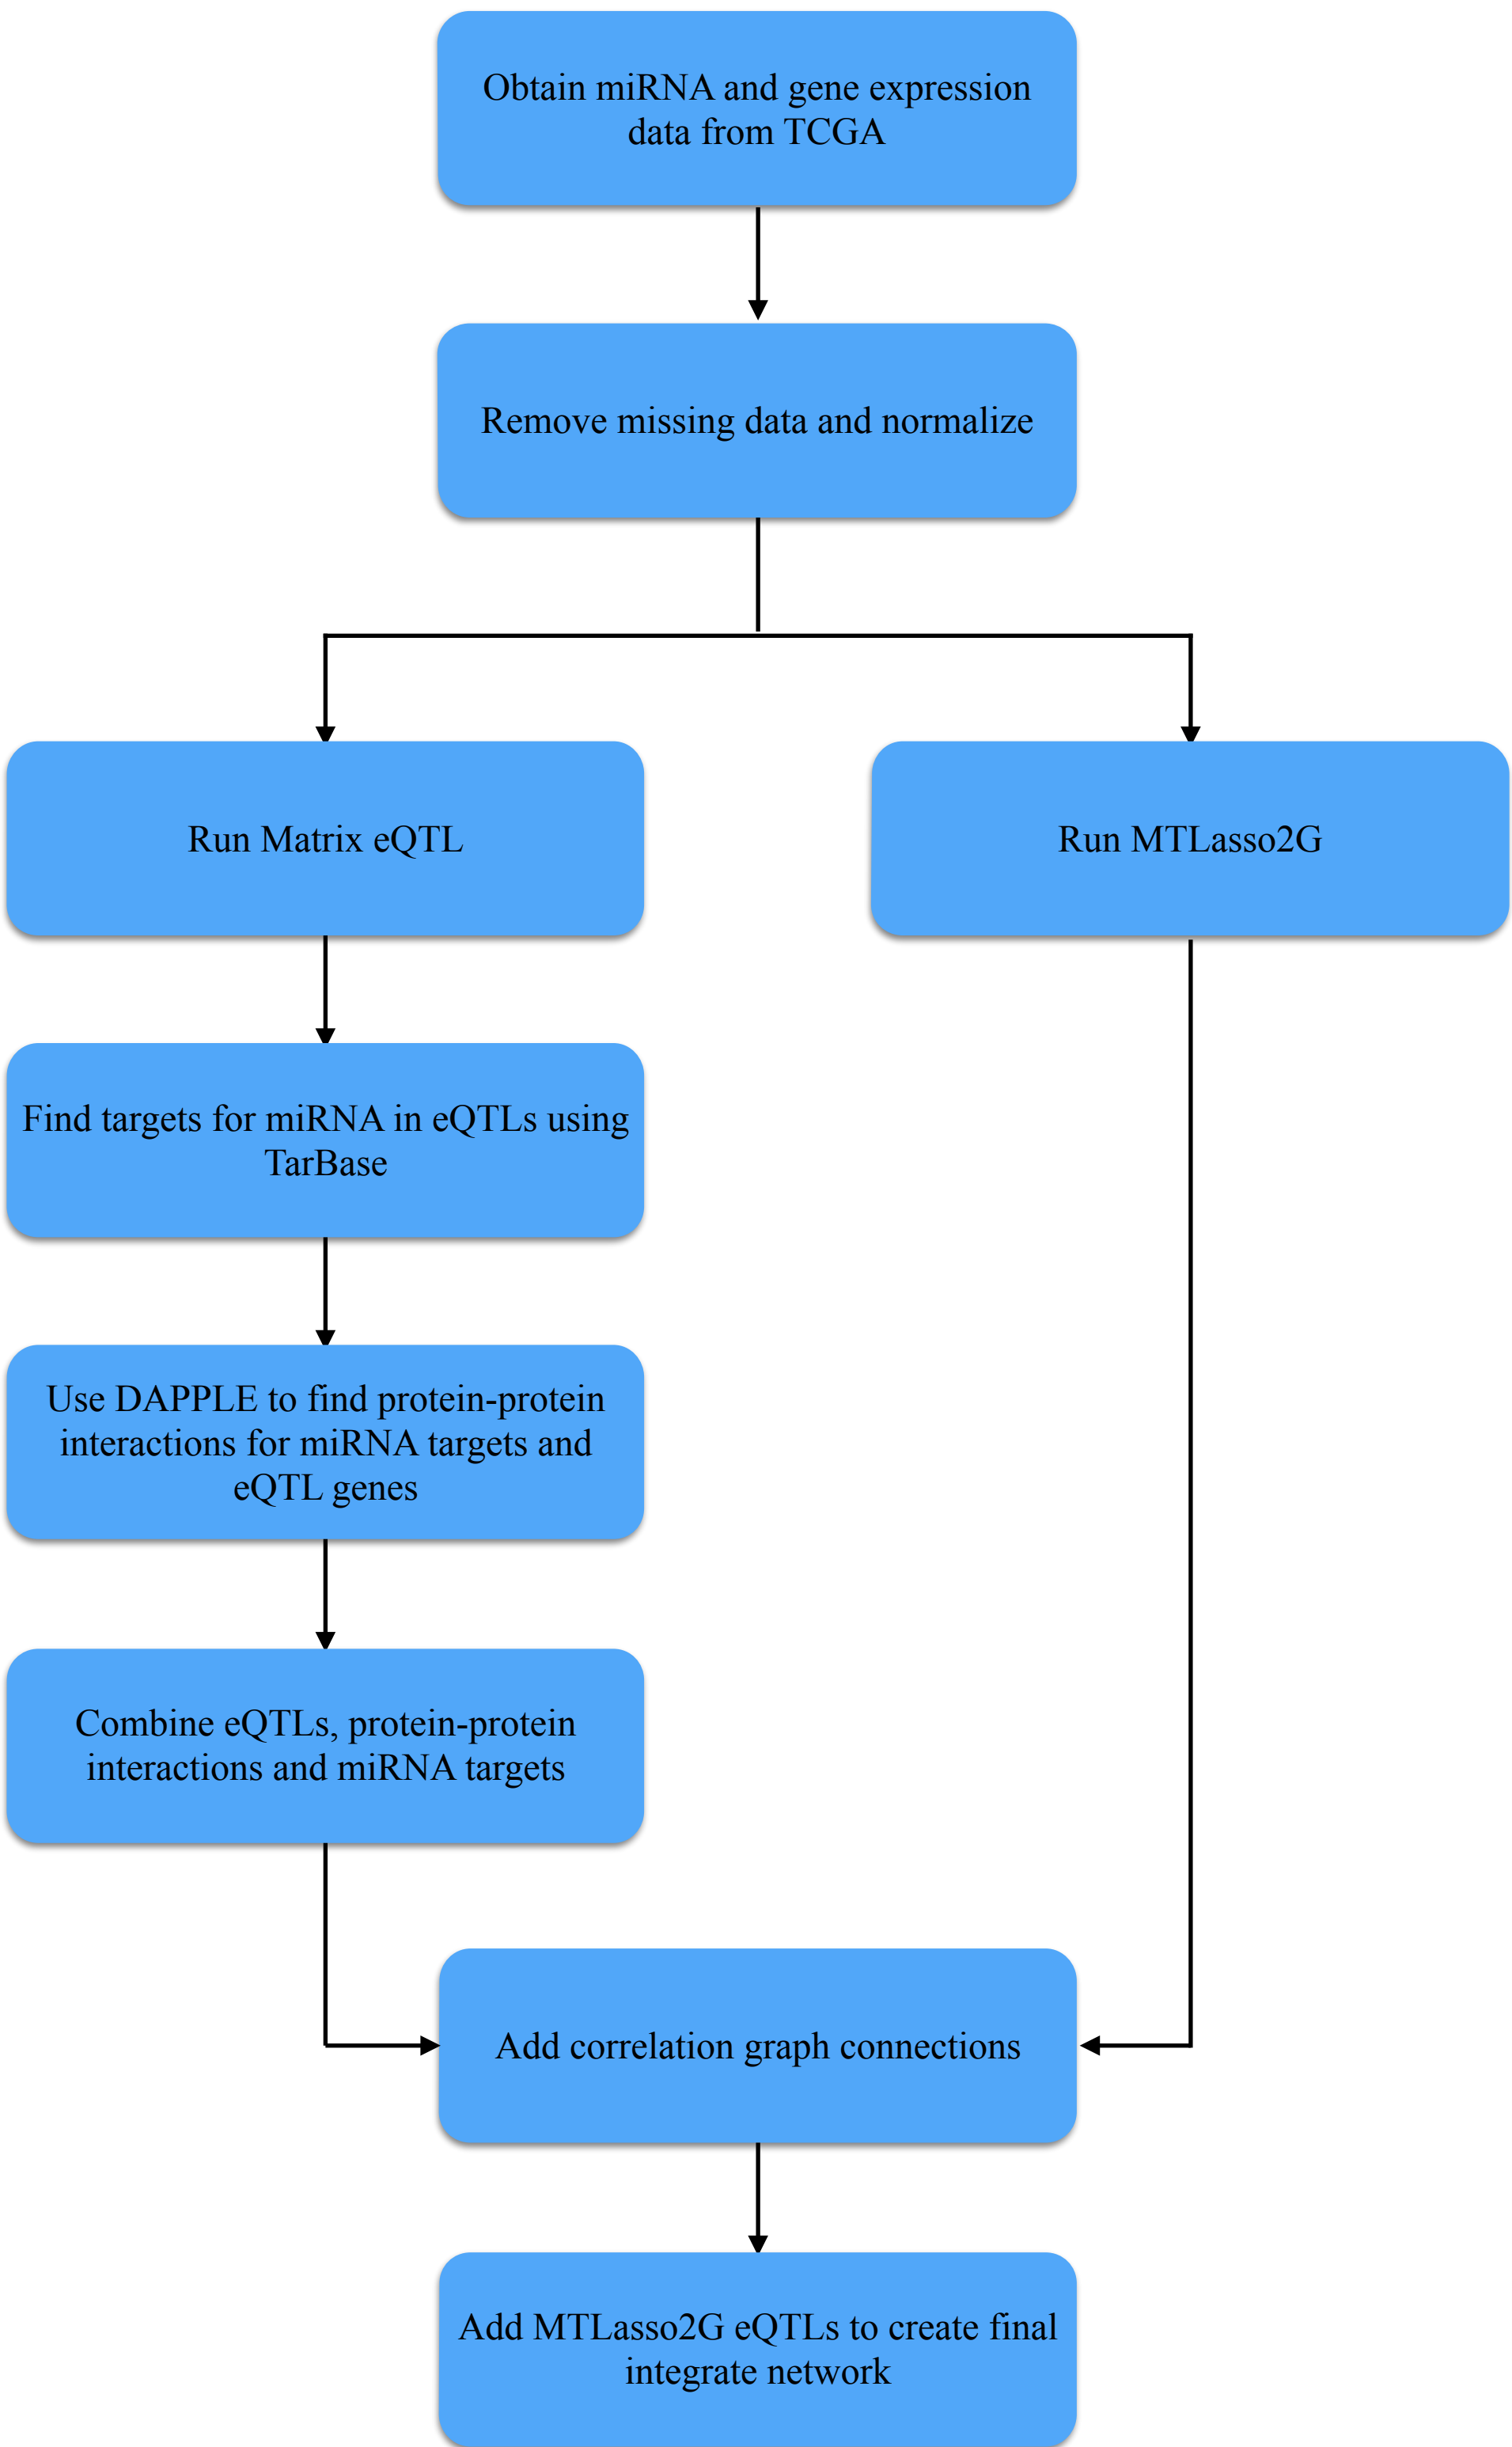 Obtain miRNA and gene expression
data from TCGA
Remove missing data and normalize
Run Matrix eQTL
Run MTLasso2G
Find targets for miRNA in eQTLs using
TarBase
Use DAPPLE to find protein-protein
interactions for miRNA targets and
eQTL genes
Combine eQTLs, protein-protein
interactions and miRNA targets
Add correlation graph connections
Add MTLasso2G eQTLs to create final
integrate network